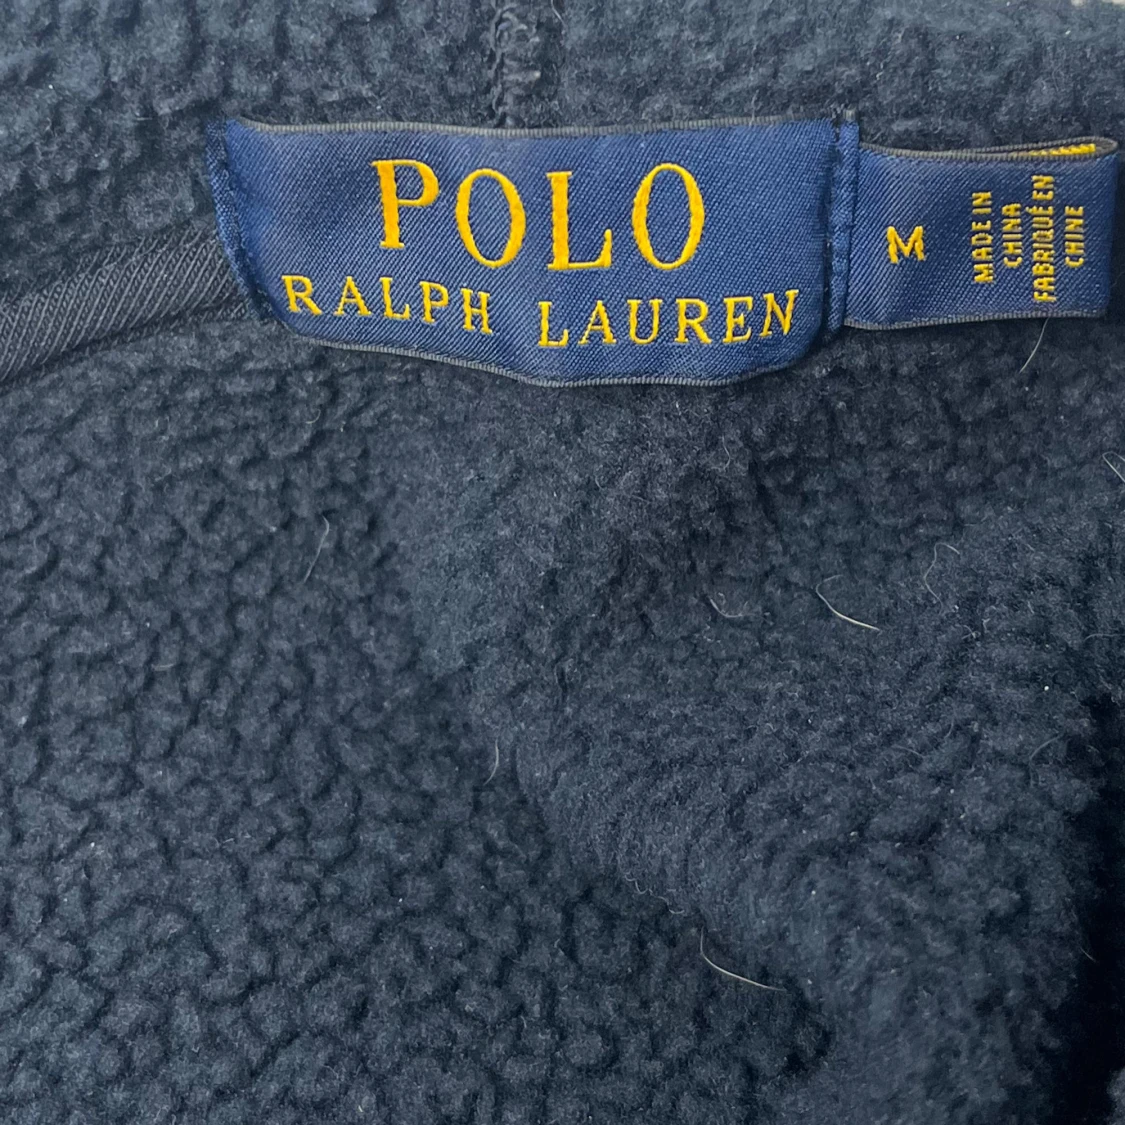 POLO
RALPH LAUREN
M
MADE IN
CHINA
FABRIQUÉ EN
CHINE